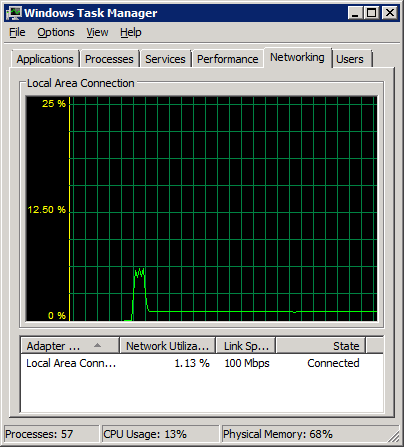 Windows Task Manager
File Options View Help
Applications Processes Services Performance Networking Users
Local Area Connection
25 %
12.50 %
0 %
Adapter ... Network Utiliza... Link Sp... State
Local Area Conn... 1.13 % 100 Mbps Connected
Processes: 57 CPU Usage: 13% Physical Memory: 68%